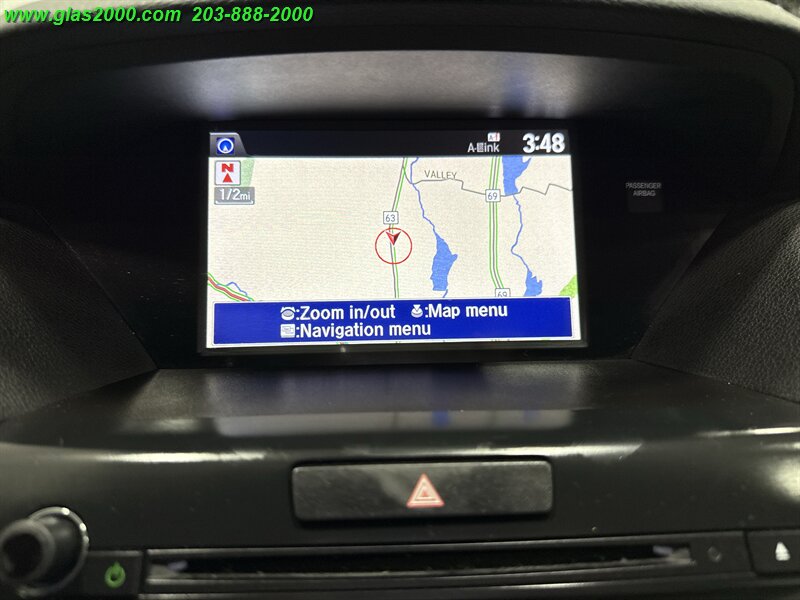 www.glas2000.com 203-888-2000
A-Link 3:48
N
1/2mi
VALLEY
69
63
69
:Zoom in/out :Map menu
:Navigation menu
PASSENGER
AIRBAG